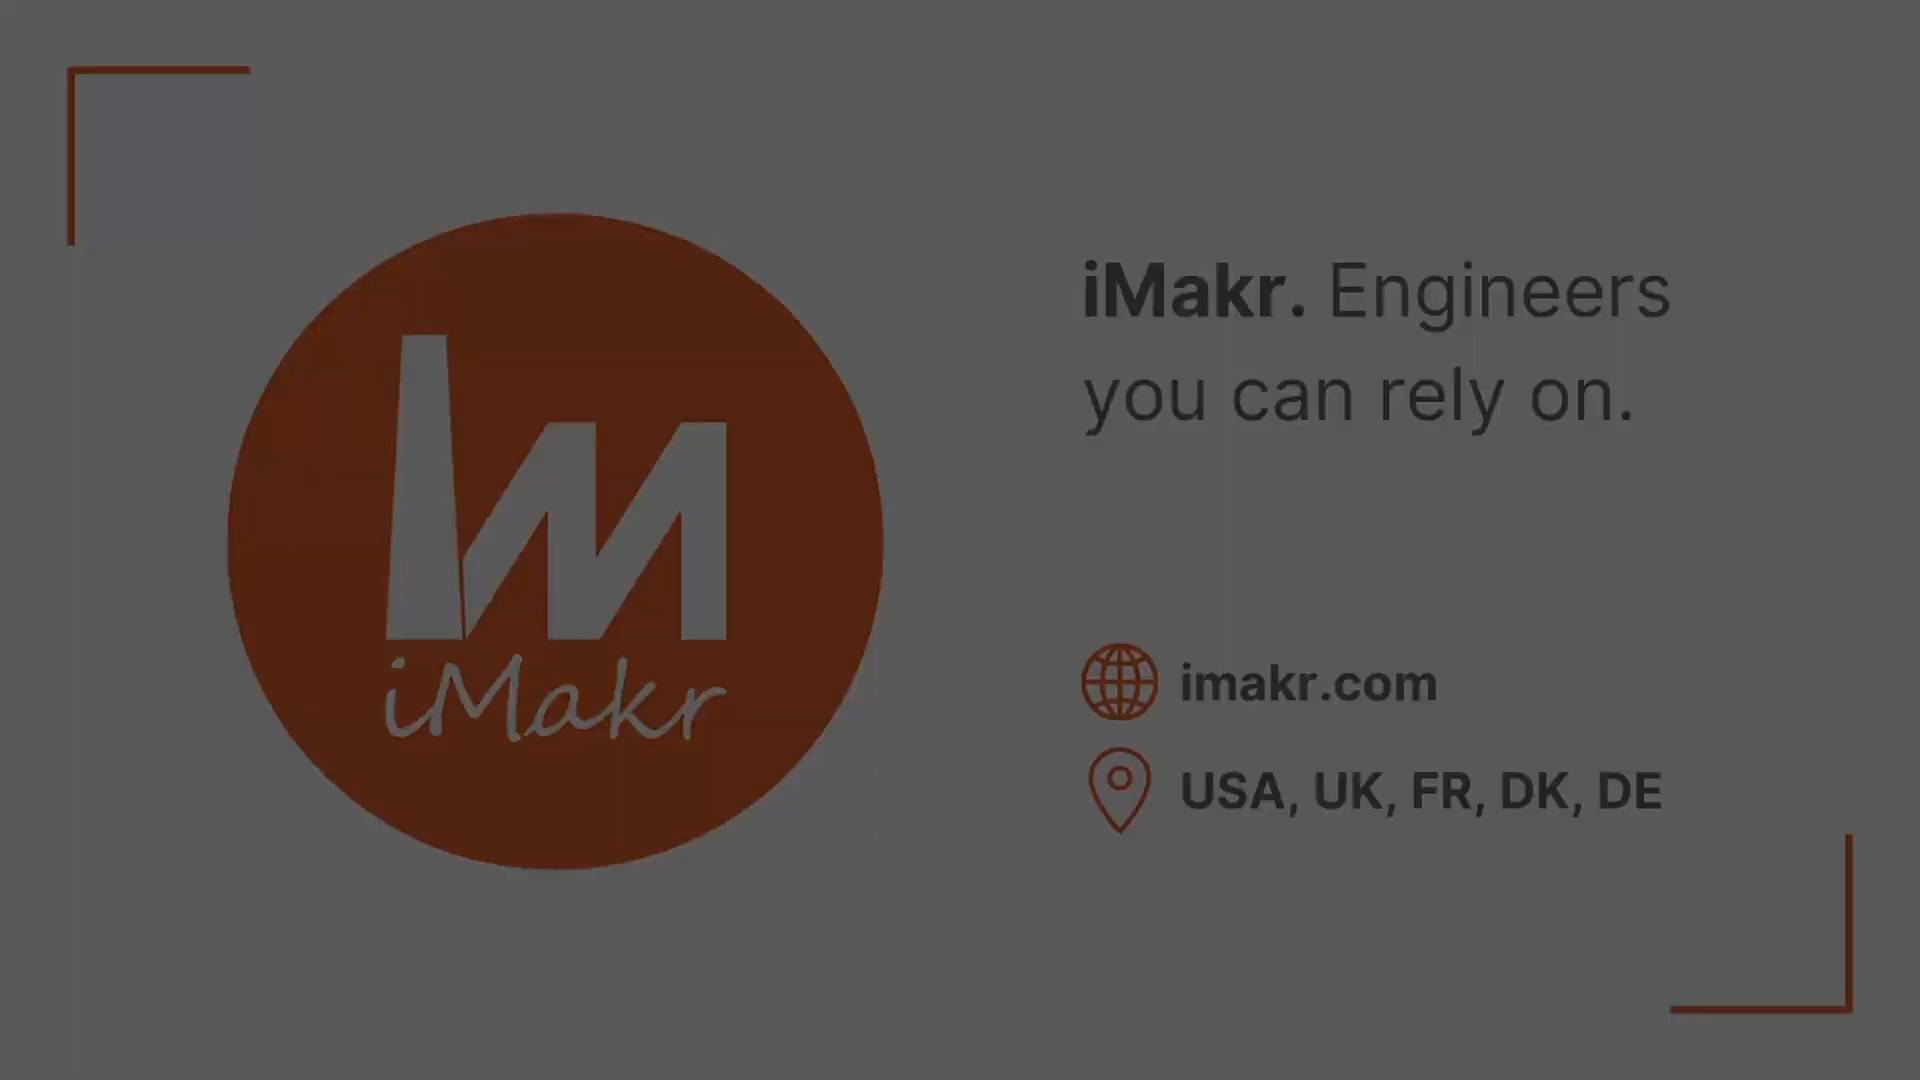 iMakr
iMakr. Engineers
you can rely on.
imakr.com
USA, UK, FR, DK, DE